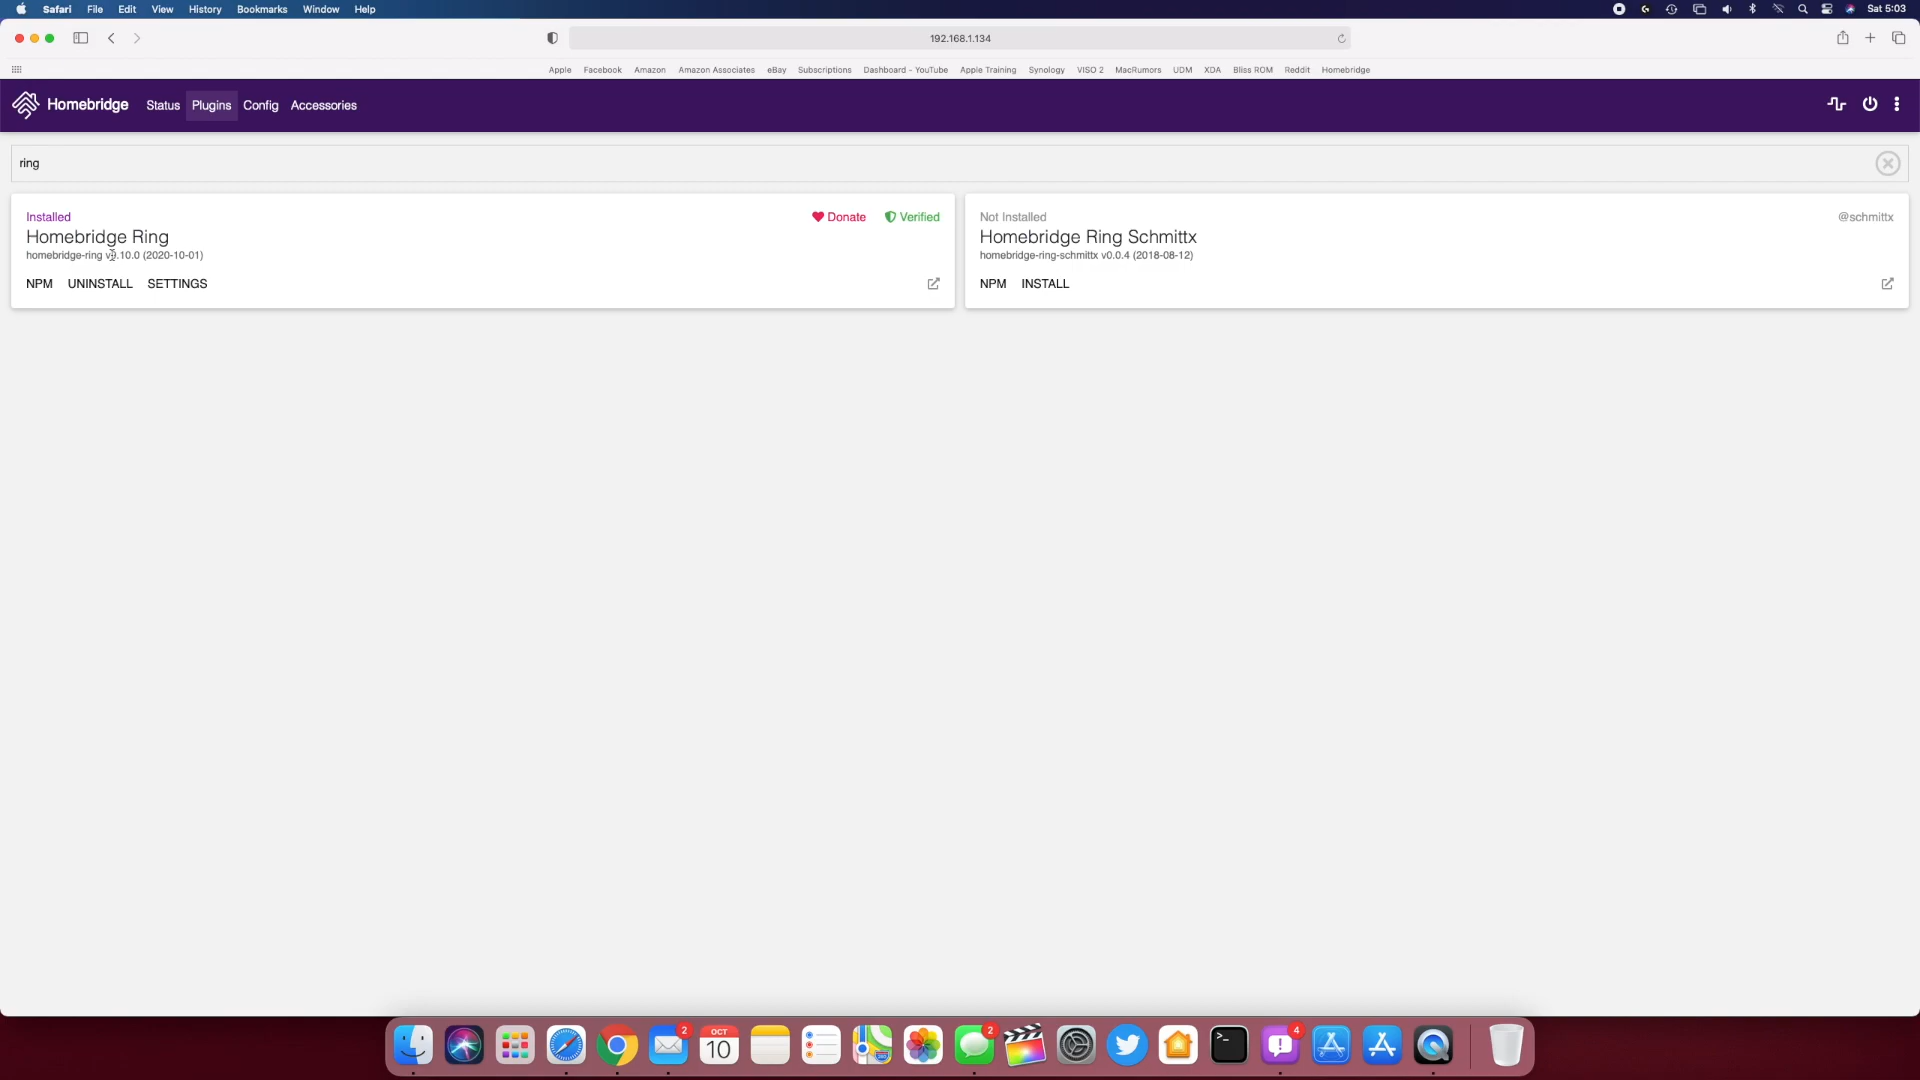 Safari File Edit View History Bookmarks Window Help Sat 5:03
192.168.1.134
Apple Facebook Amazon Amazon Associates eBay Subscriptions Dashboard - YouTube Apple Training Synology VISO 2 MacRumors UDM XDA Bliss ROM Reddit Homebridge
Homebridge Status Plugins Config Accessories
ring
Installed Donate Verified
Homebridge Ring
homebridge-ring .10.0 (2020-10-01)
NPM UNINSTALL SETTINGS
Not Installed @schmittx
Homebridge Ring Schmittx
homebridge-ring-schmittx v0.0.4 (2018-08-12)
NPM INSTALL
2 OCT 10 2 4